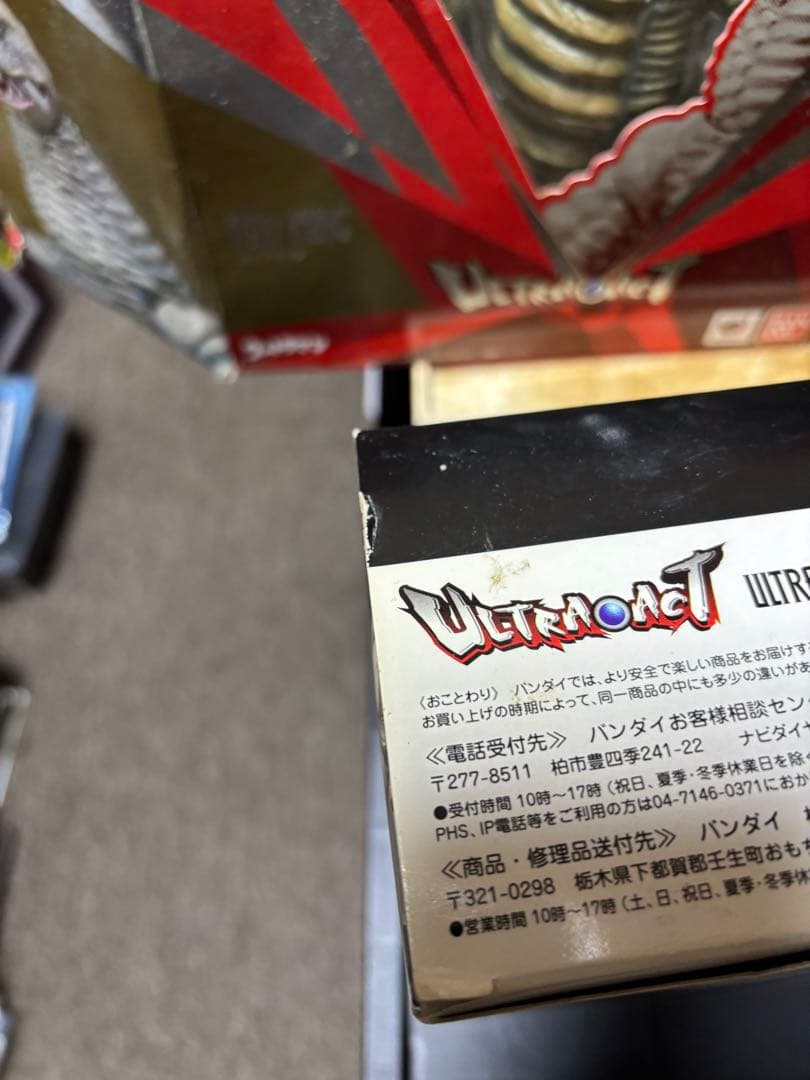 ULTRA ACT
ULTRA ACT ULTR
〈おことわり〉 バンダイでは、より安全で楽しい商品をお届けす
お買い上げの時期によって、同一商品の中にも多少の違いがあ
≪電話受付先≫ バンダイお客様相談セン
〒277-8511 柏市豊四季241-22 ナビダイヤ
●受付時間 10時～17時 (祝日、夏季・冬季休業日を除
PHS、IP電話等をご利用の方は04-7146-0371におか
≪商品・修理品送付先≫ バンダイ
〒321-0298 栃木県下都賀郡壬生町おも
●営業時間 10時～17時 (土、日、祝日、夏季・冬季休